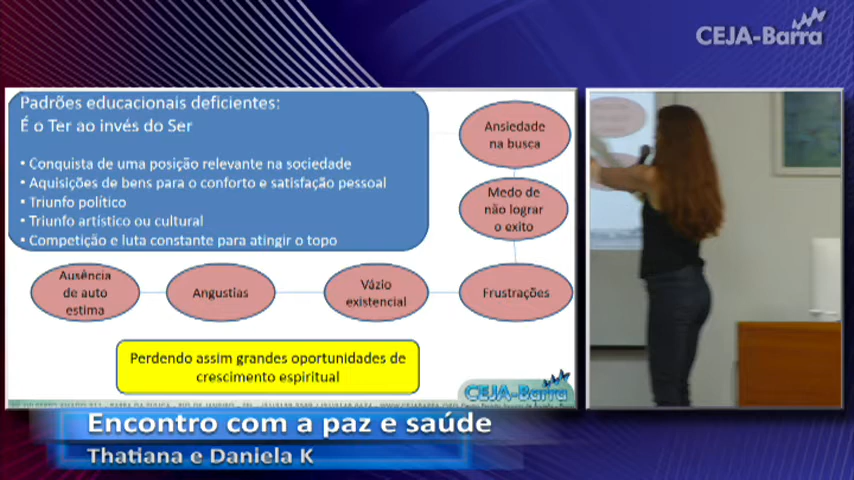 CEJA-Barra
Padrões educacionais deficientes:
É o Ter ao invés do Ser
• Conquista de uma posição relevante na sociedade
• Aquisições de bens para o conforto e satisfação pessoal
• Triunfo político
• Triunfo artístico ou cultural
• Competição e luta constante para atingir o topo
Ansiedade
na busca
Medo de
não lograr
o exito
Frustrações
Vázio
existencial
Angustias
Ausência
de auto
estima
Perdendo assim grandes oportunidades de
crescimento espiritual
CEJA-Barra
Encontro com a paz e saúde
Thatiana e Daniela K